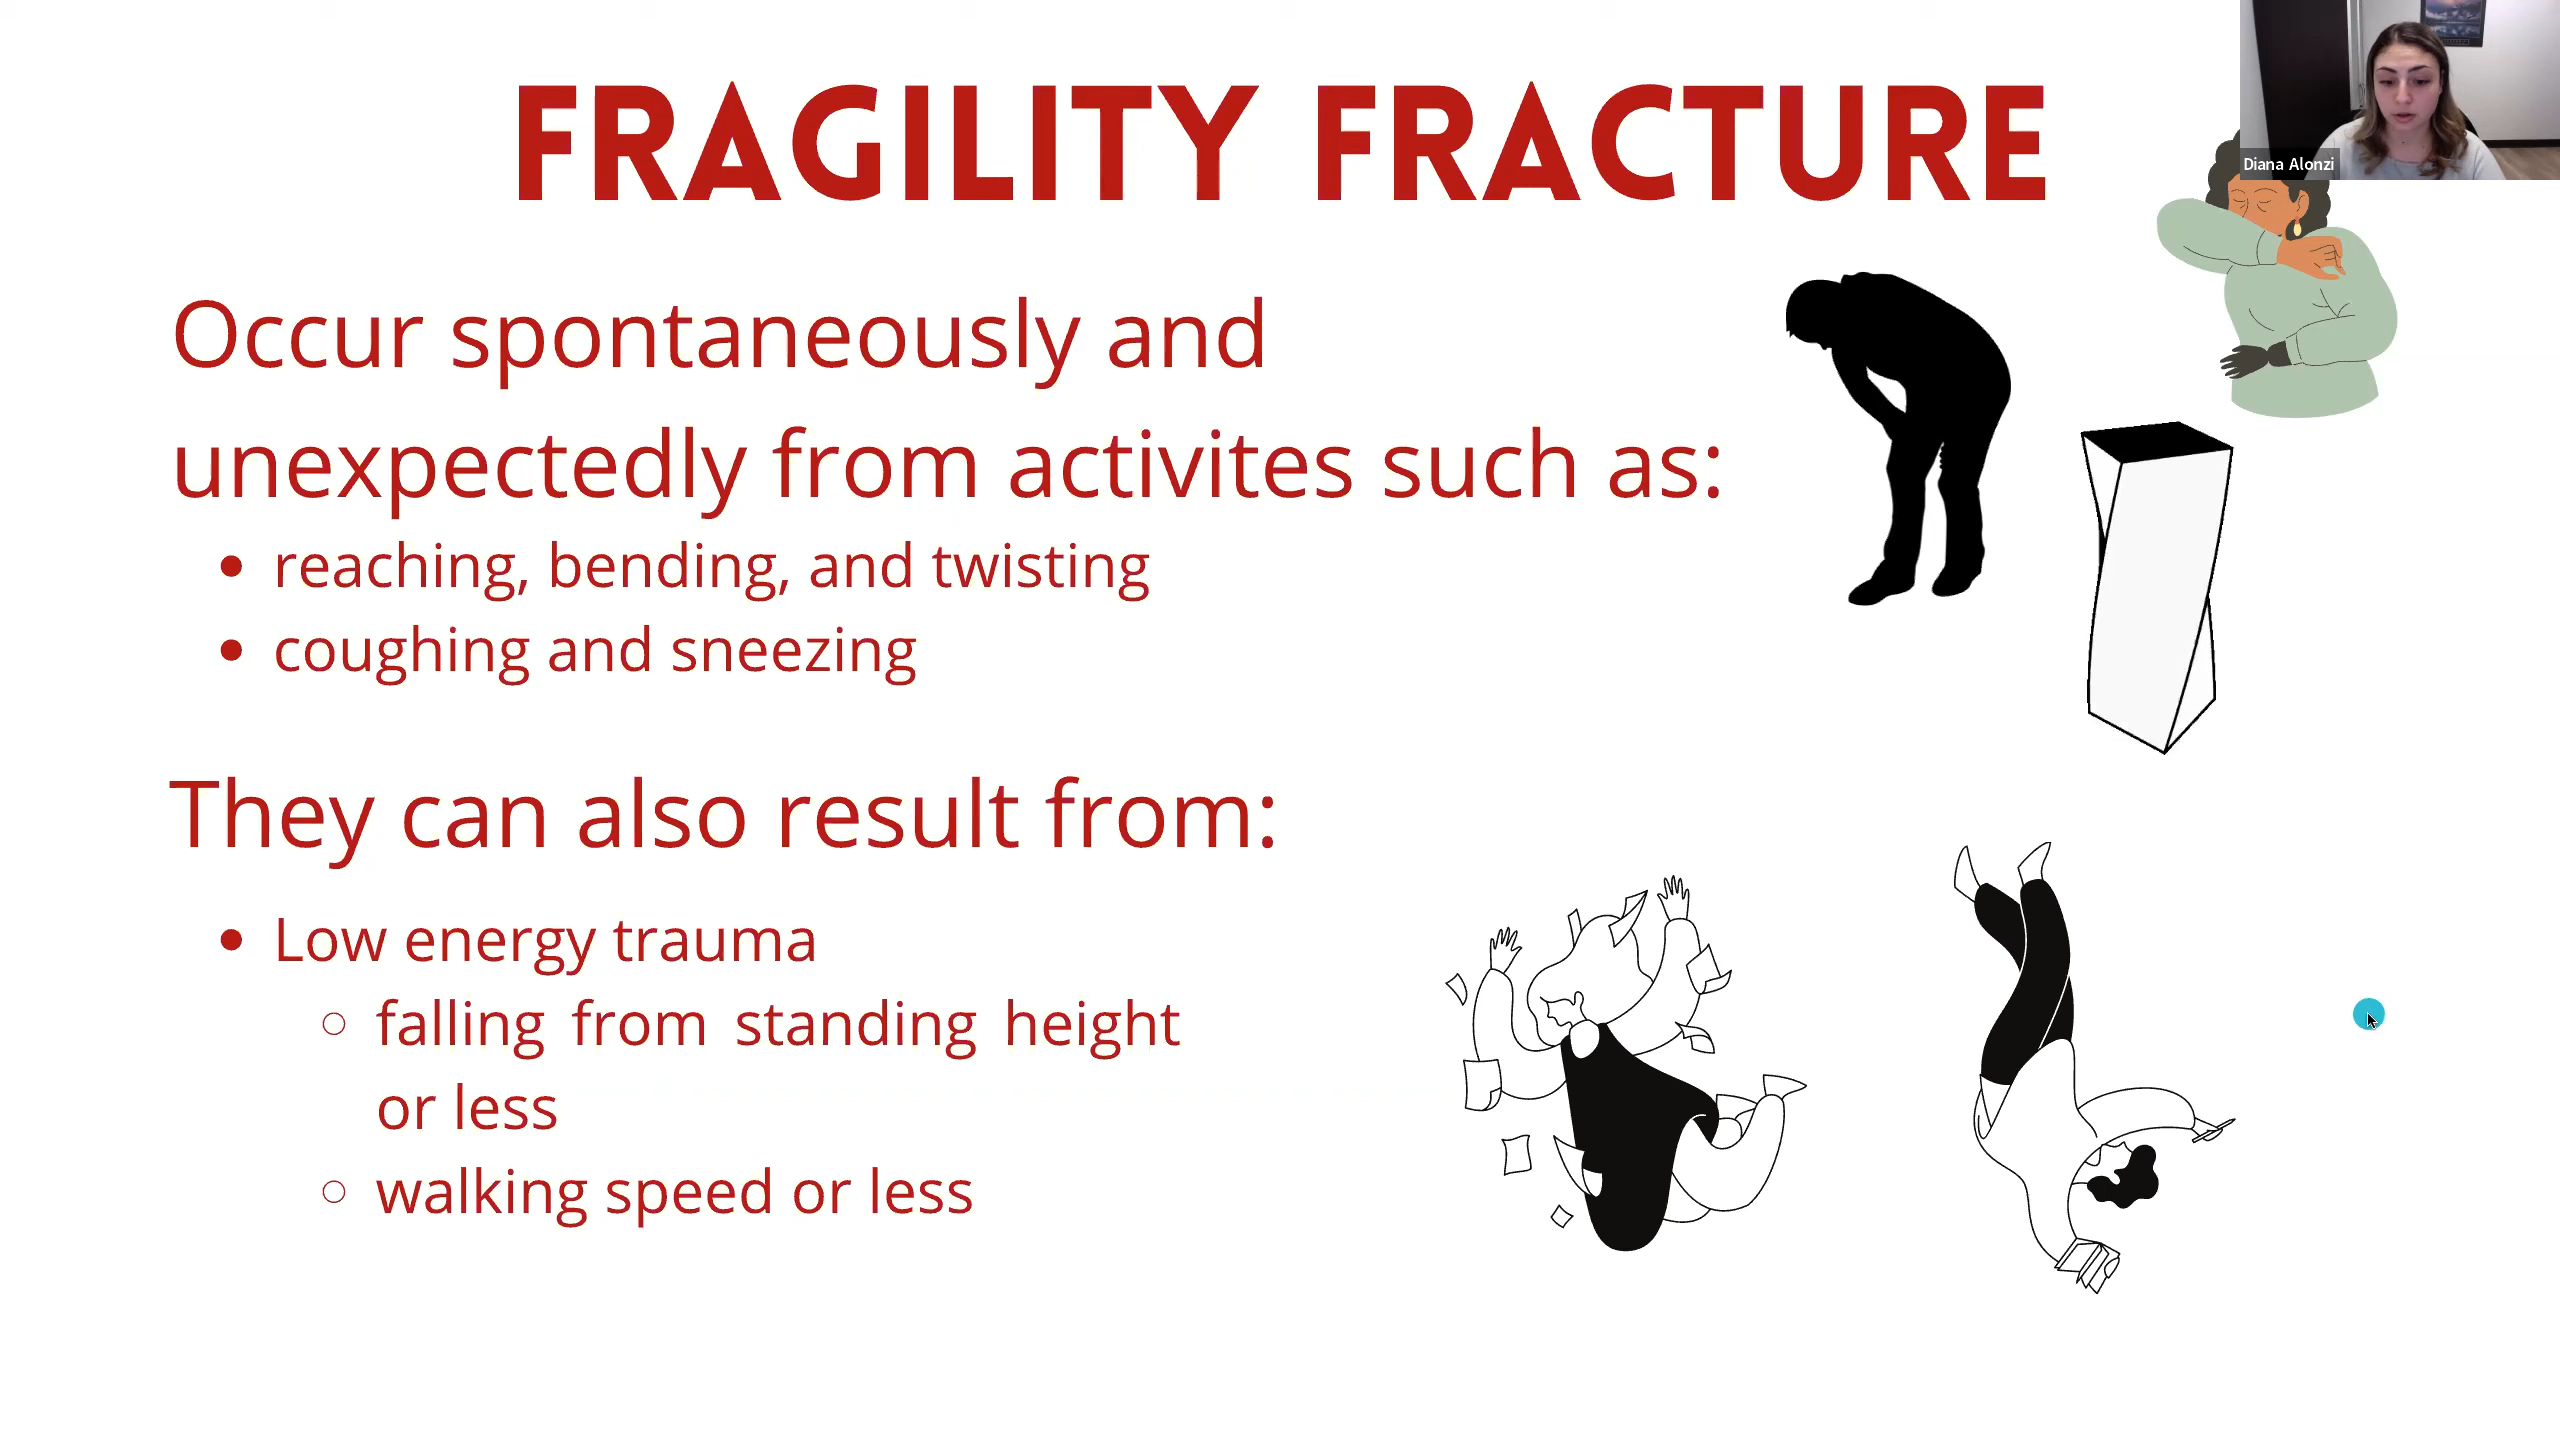 FRAGILITY FRACTURE
Diana Alonzi
Occur spontaneously and
unexpectedly from activites such as:
• reaching, bending, and twisting
• coughing and sneezing
They can also result from:
• Low energy trauma
○ falling from standing height
or less
○ walking speed or less